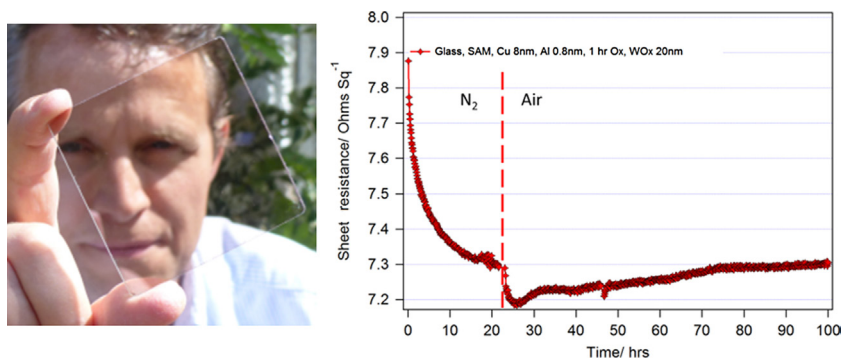 8.0
7.9
7.8
7.7
7.6
7.5
7.4
7.3
7.2
Sheet resistance/ Ohms Sq⁻¹
Glass, SAM, Cu 8nm, Al 0.8nm, 1 hr Ox, WOx 20nm
N₂ Air
0 10 20 30 40 50 60 70 80 90 100
Time/ hrs